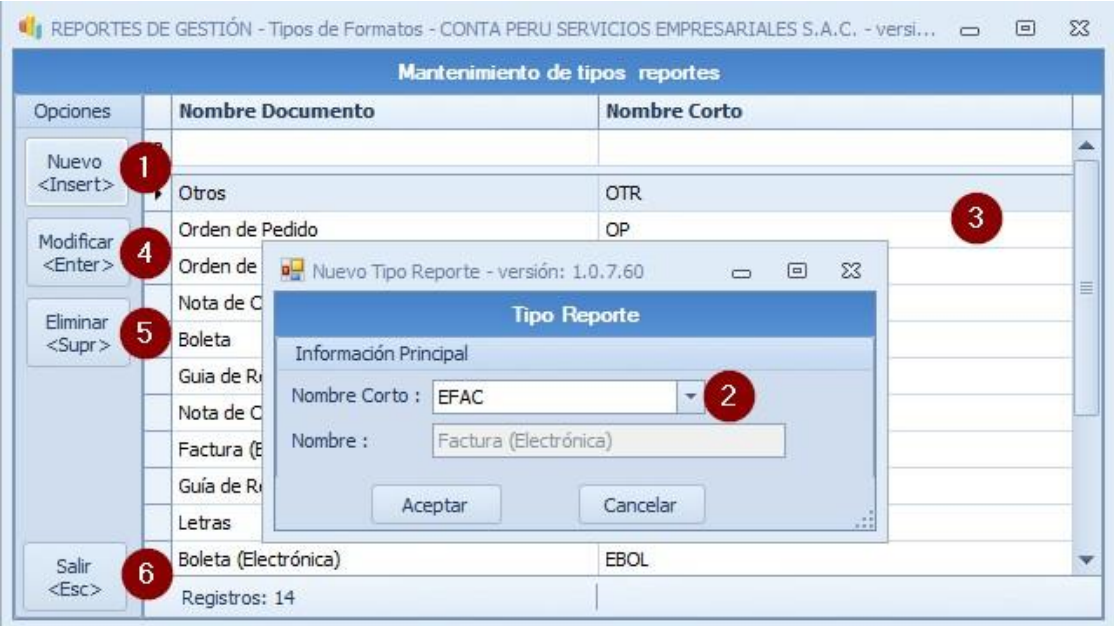 REPORTES DE GESTIÓN - Tipos de Formatos - CONTA PERU SERVICIOS EMPRESARIALES S.A.C. - versi...
Mantenimiento de tipos reportes
Opciones
Nombre Documento
Nombre Corto
Nuevo
<Insert>
1
Otros
OTR
3
Modificar
<Enter>
4
Orden de Pedido
OP
Orden de
Nota de C
Eliminar
<Supr>
5
Boleta
Guia de R
Nota de C
Factura (E
Guía de R
Letras
Nuevo Tipo Reporte - versión: 1.0.7.60
Tipo Reporte
Información Principal
Nombre Corto :
EFAC
2
Nombre :
Factura (Electrónica)
Aceptar
Cancelar
Boleta (Electrónica)
EBOL
Salir
<Esc>
6
Registros: 14